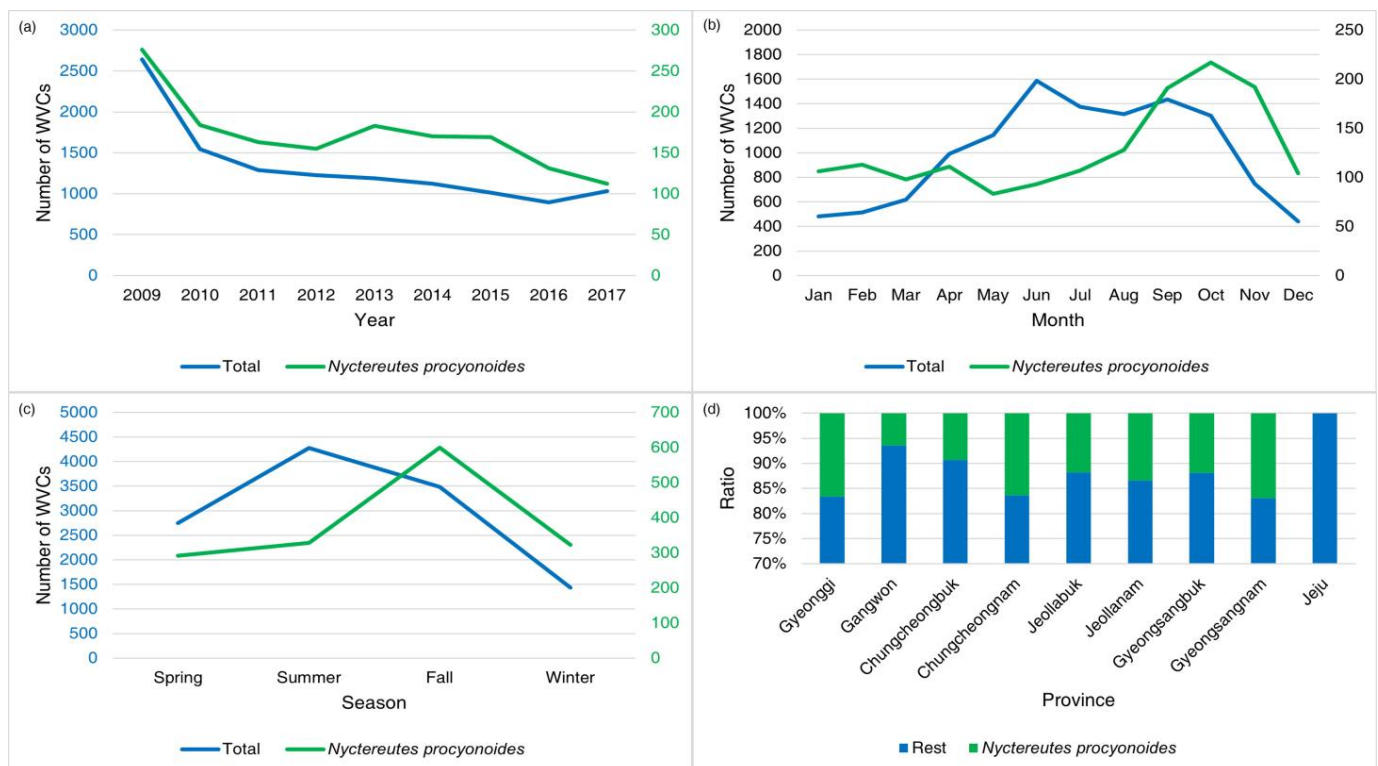 (a)
3000
2500
2000
1500
1000
500
0
300
250
200
150
100
50
0
Number of WVCs
2009 2010 2011 2012 2013 2014 2015 2016 2017
Year
Total Nyctereutes procyonoides
(b)
2000
1800
1600
1400
1200
1000
800
600
400
200
0
250
200
150
100
50
0
Number of WVCs
Jan Feb Mar Apr May Jun Jul Aug Sep Oct Nov Dec
Month
Total Nyctereutes procyonoides
(c)
5000
4500
4000
3500
3000
2500
2000
1500
1000
500
0
700
600
500
400
300
200
100
0
Number of WVCs
Spring Summer Fall Winter
Season
Total Nyctereutes procyonoides
(d)
100%
95%
90%
85%
80%
75%
70%
Ratio
Gyeonggi
Gangwon
Chungcheongbuk
Chungcheongnam
Jeollabuk
Jeollanam
Gyeongsangbuk
Gyeongsangnam
Jeju
Province
Rest Nyctereutes procyonoides